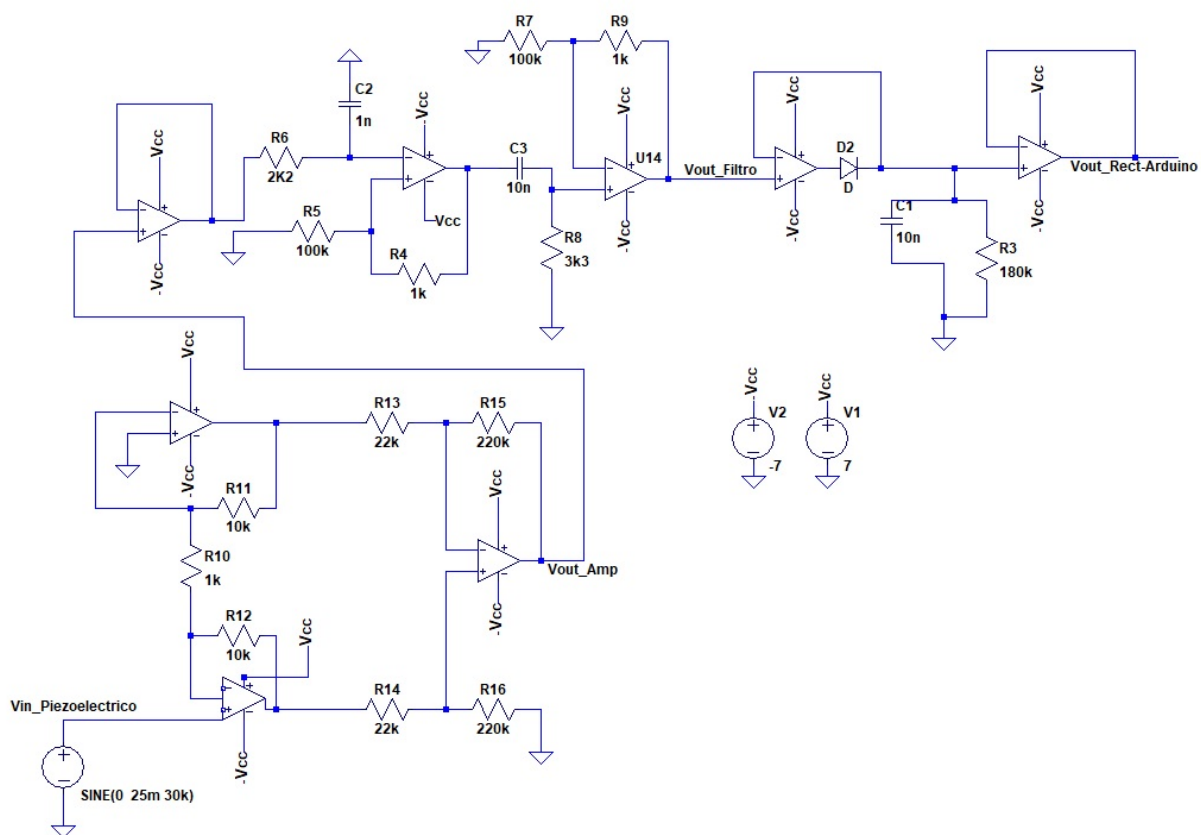 R7
100k
R9
1k
C2
1n
Vcc
-Vcc
R6
2K2
-Vcc
Vcc
R5
100k
R4
1k
C3
10n
R8
3k3
Vcc
U14
-Vcc
Vout_Filtro
Vcc
-Vcc
D2
D
C1
10n
R3
180k
Vcc
-Vcc
Vout_Rect-Arduino
Vcc
-Vcc
R11
10k
R10
1k
R12
10k
Vcc
-Vcc
Vin_Piezoelectrico
SINE(0 25m 30k)
R13
22k
R15
220k
Vcc
-Vcc
Vout_Amp
R14
22k
R16
220k
-Vcc
V2
-7
Vcc
V1
7